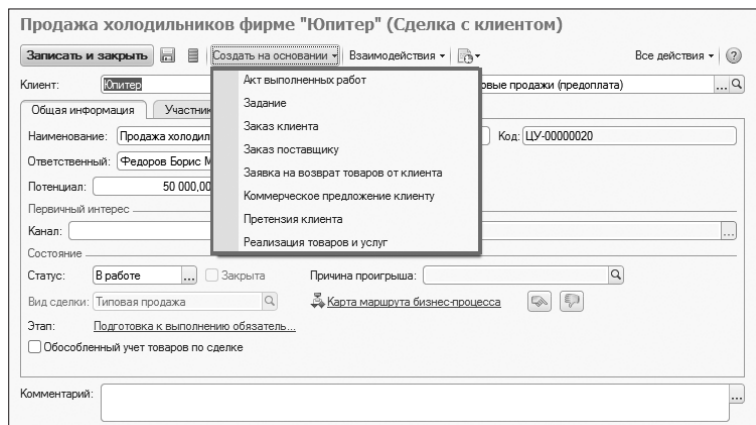 Продажа холодильников фирме "Юпитер" (Сделка с клиентом)
Записать и закрыть Создать на основании Взаимодействия Все действия
Клиент: Юпитер овые продажи (предоплата)
Акт выполненных работ
Общая информация Участник
Задание
Заказ клиента
Наименование: Продажа холодил Код: ЦУ-00000020
Заказ поставщику
Ответственный: Федоров Борис М
Заявка на возврат товаров от клиента
Потенциал: 50 000,00
Коммерческое предложение клиенту
Первичный интерес
Претензия клиента
Канал:
Реализация товаров и услуг
Состояние
Статус: В работе ... Закрыта Причина проигрыша:
Вид сделки: Типовая продажа Карта маршрута бизнес-процесса
Этап: Подготовка к выполнению обязатель...
Обособленный учет товаров по сделке
Комментарий: